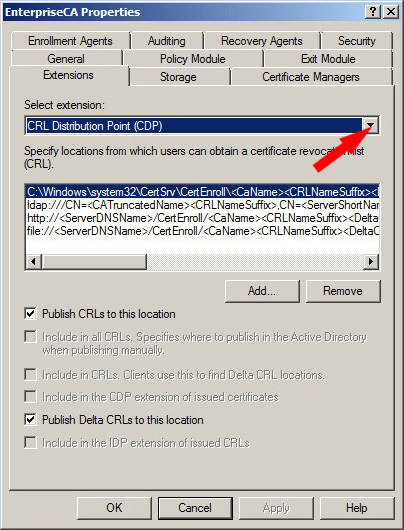 EnterpriseCA Properties
Enrollment Agents Auditing Recovery Agents Security
General Policy Module Exit Module
Extensions Storage Certificate Managers
Select extension:
CRL Distribution Point (CDP)
Specify locations from which users can obtain a certificate revocation list
(CRL).
C:\Windows\system32\CertSrv\CertEnroll\<CaName><CRLNameSuffix><D
ldap:///CN=<CATruncatedName><CRLNameSuffix>,CN=<ServerShortName
http://<ServerDNSName>/CertEnroll/<CaName><CRLNameSuffix><Delta
file://<ServerDNSName>/CertEnroll/<CaName><CRLNameSuffix><DeltaC
Add... Remove
Publish CRLs to this location
Include in all CRLs. Specifies where to publish in the Active Directory
when publishing manually.
Include in CRLs. Clients use this to find Delta CRL locations.
Include in the CDP extension of issued certificates
Publish Delta CRLs to this location
Include in the IDP extension of issued CRLs
OK Cancel Apply Help